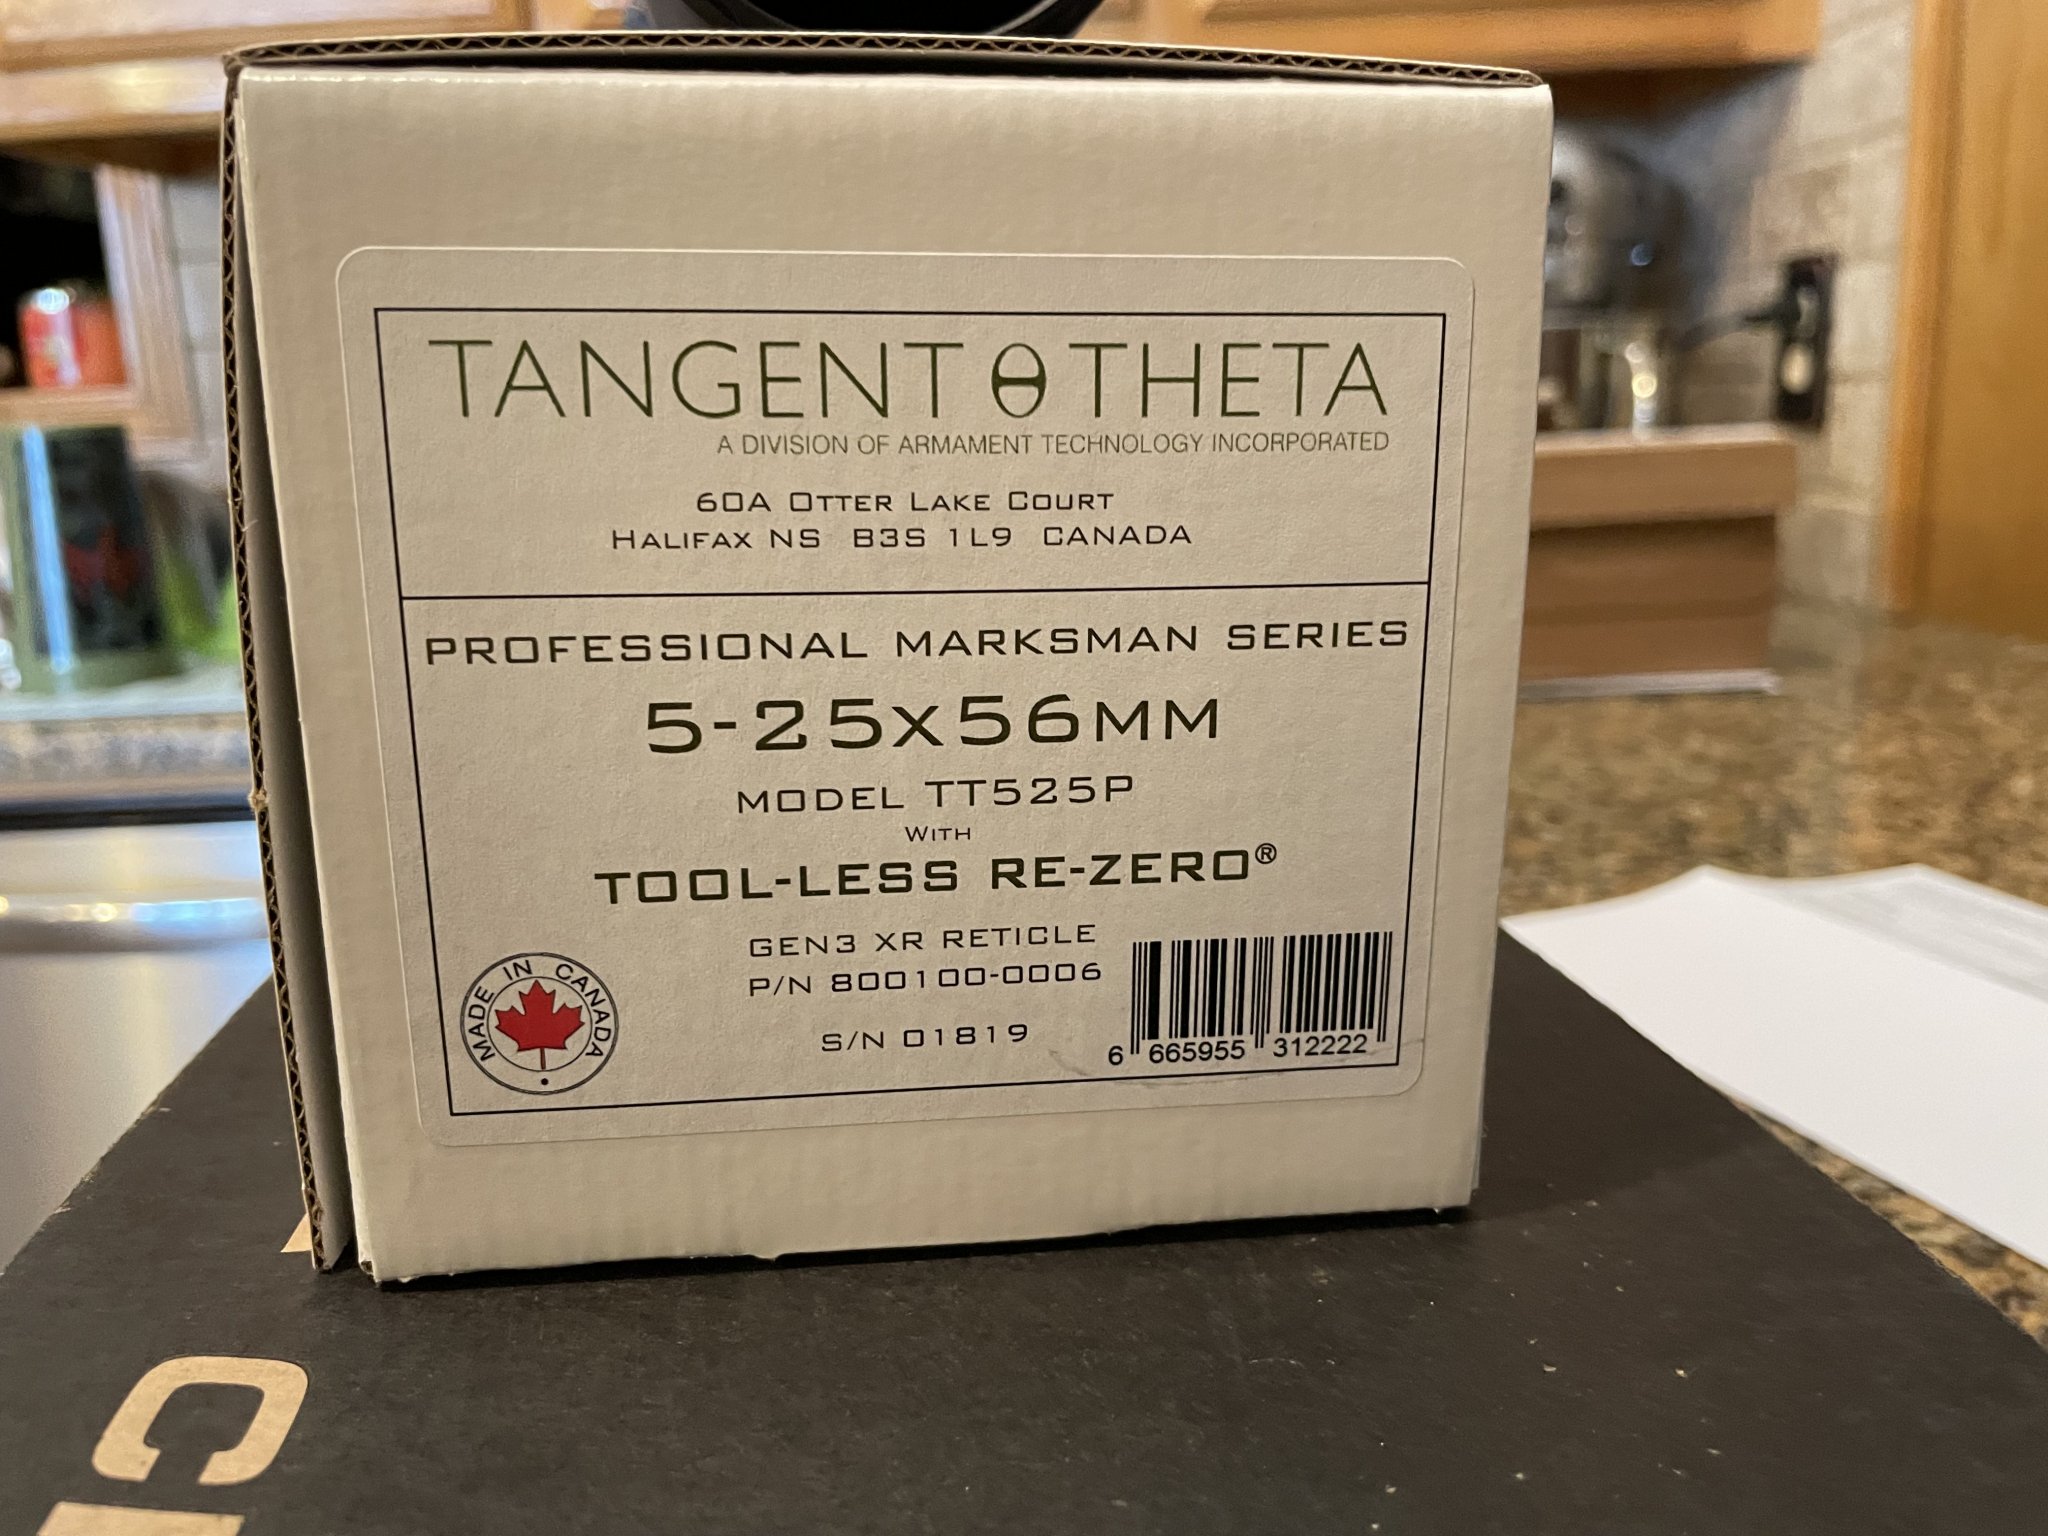 TANGENT θ THETA
A DIVISION OF ARMAMENT TECHNOLOGY INCORPORATED
60A OTTER LAKE COURT
HALIFAX NS B3S 1L9 CANADA
PROFESSIONAL MARKSMAN SERIES
5-25x56MM
MODEL TT525P
WITH
TOOL-LESS RE-ZERO®
GEN3 XR RETICLE
P/N 800100-0006
S/N 01819
MADE IN CANADA
6 665955 312222
C